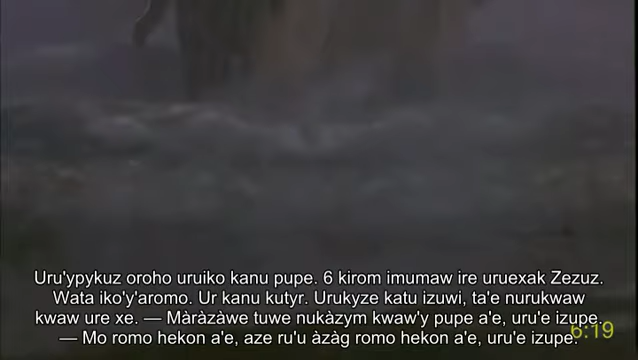 Uru'ypykuz oroho uruiko kanu pupe. 6 kirom imumaw ire uruexak Zezuz.
Wata iko'y'aromo. Ur kanu kutyr. Urukyze katu izuwi, ta'e nurukwaw
kwaw ure xe. — Màràzàwe tuwe nukàzym kwaw'y pupe a'e, uru'e izupe.
— Mo romo hekon a'e, aze ru'u àzàg romo hekon a'e, uru'e izupe.
6:19